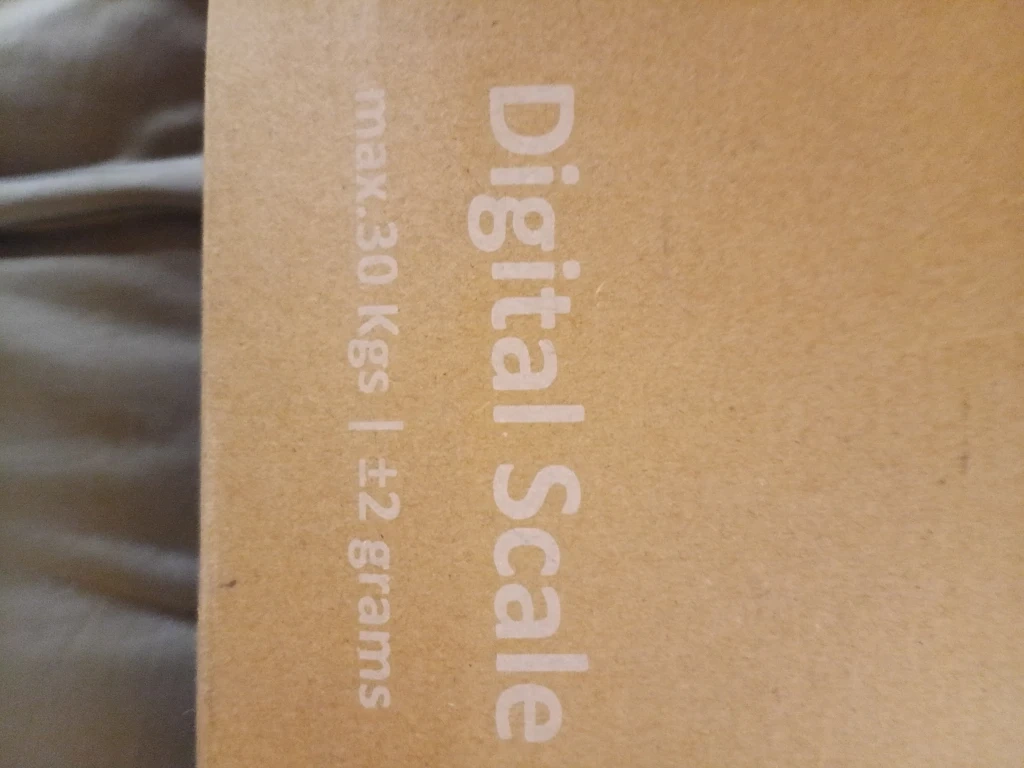 Digital Scale
max.30 Kgs | ±2 grams